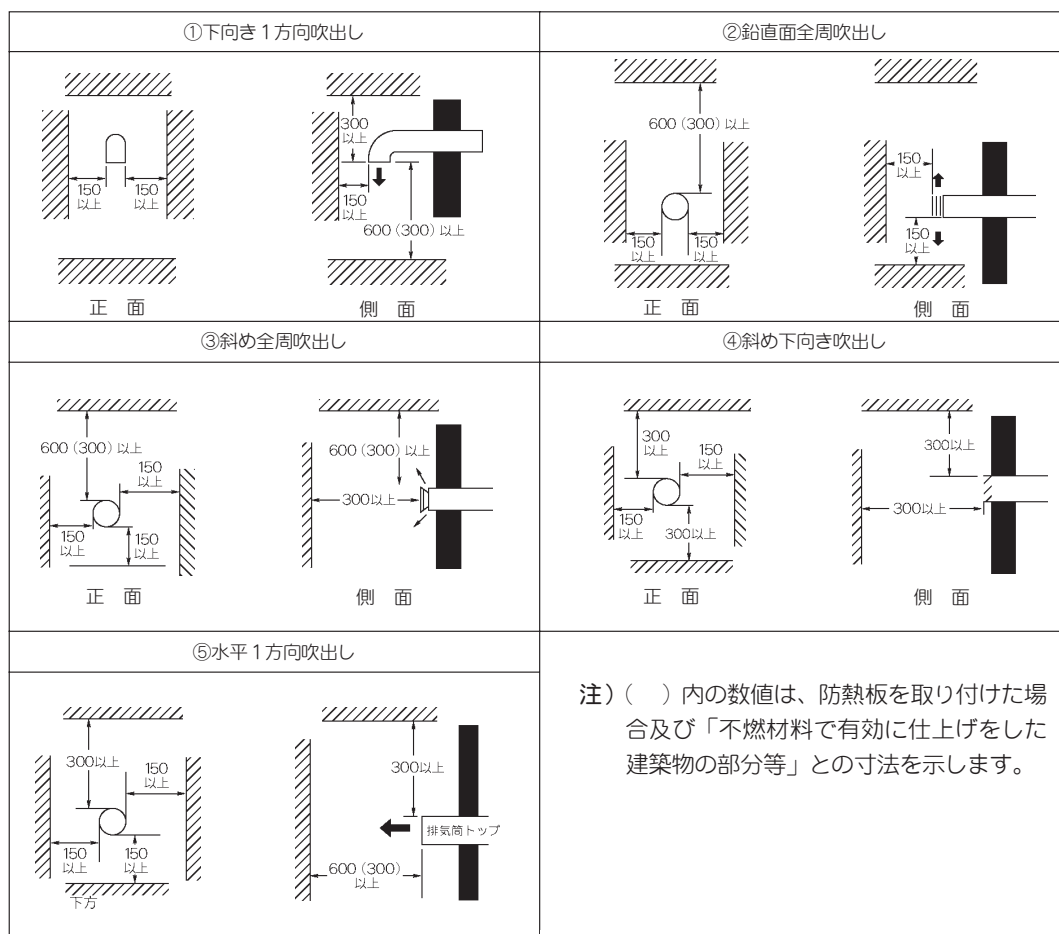 ①下向き1方向吹出し
300
以上
150
以上
150
以上
150
以上
600(300)以上
正 面
側 面
②鉛直面全周吹出し
600(300)以上
150
以上
150
以上
150
以上
150
以上
正 面
側 面
③斜め全周吹出し
600(300)以上
150
以上
150
以上
150
以上
600(300)以上
300以上
正 面
側 面
④斜め下向き吹出し
300
以上
150
以上
150
以上
300以上
300以上
300以上
正 面
側 面
⑤水平1方向吹出し
300以上
150
以上
150
以上
150
以上
下方
300以上
排気筒トップ
600(300)
以上
注)( )内の数値は、防熱板を取り付けた場
合及び「不燃材料で有効に仕上げをした
建築物の部分等」との寸法を示します。